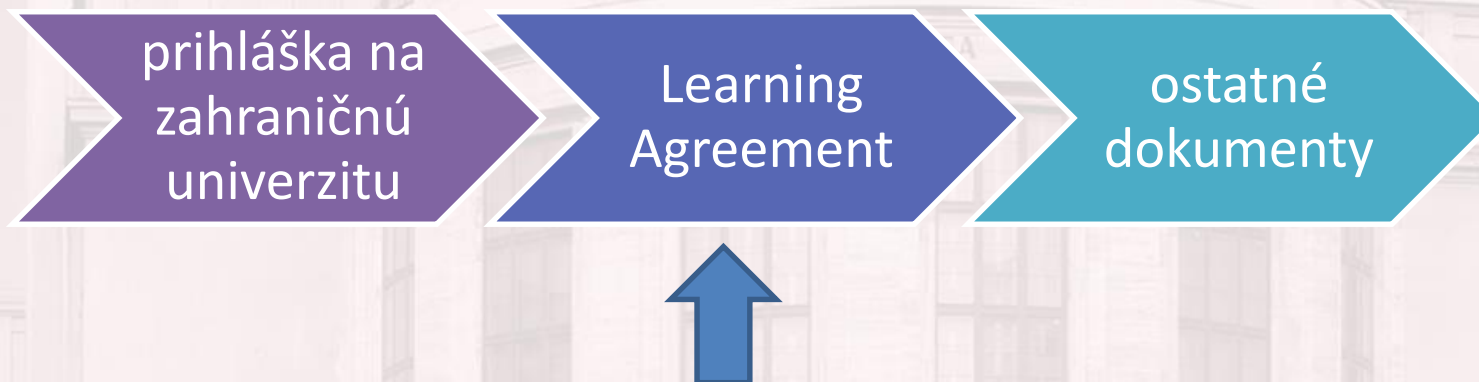 prihláška na
zahraničnú
univerzitu
Learning
Agreement
ostatné
dokumenty